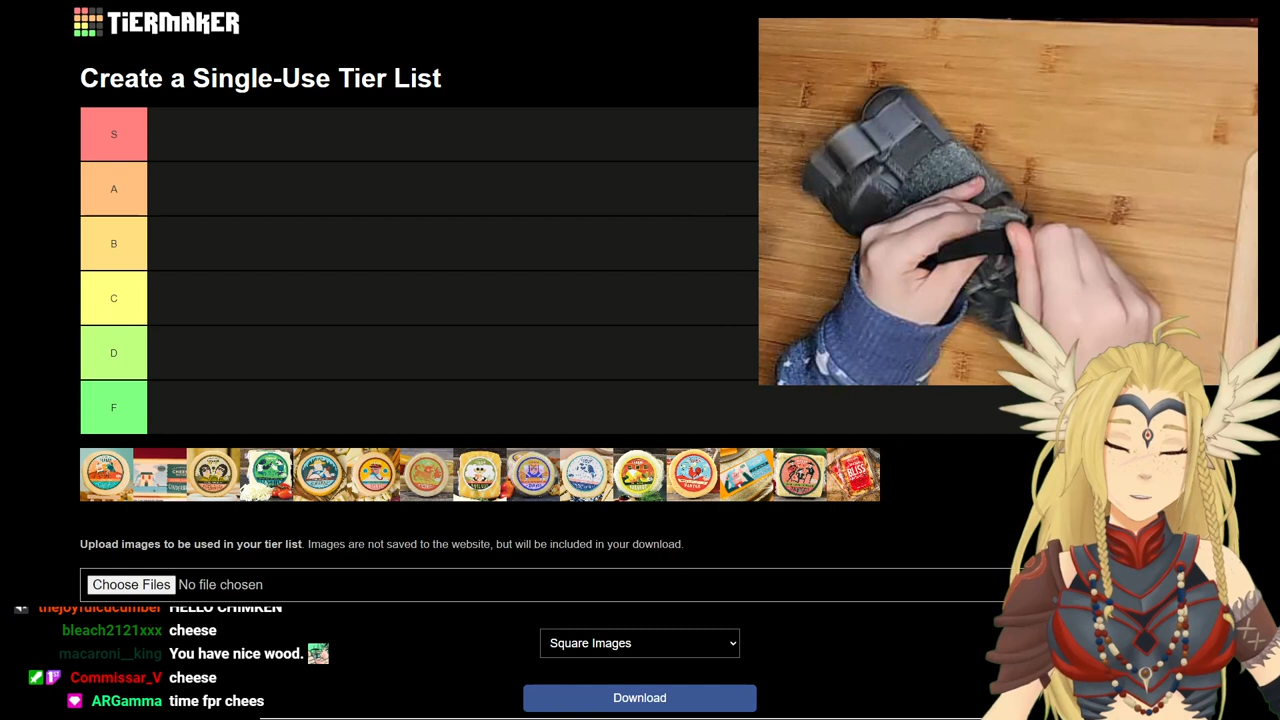 TiERMAKER
Create a Single-Use Tier List
S
A
B
C
D
F
Upload images to be used in your tier list. Images are not saved to the website, but will be included in your download.
Choose Files No file chosen
thejoyfulcucumber HELLO CHIMKEN
bleach2121xxx cheese
macaroni__king You have nice wood.
Commissar_V cheese
ARGamma time fpr chees
Square Images
Download